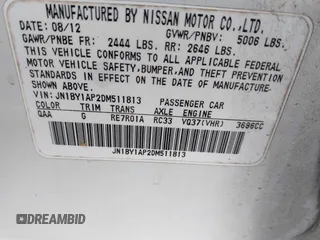 MANUFACTURED BY NISSAN MOTOR CO.,LTD.
DATE: 08/12 GVWR/PNBV: 5006 LBS.
GAWR/PNBE FR: 2444 LBS. RR: 2646 LBS.
THIS VEHICLE CONFORMS TO ALL APPLICABLE FEDERAL
MOTOR VEHICLE SAFETY, BUMPER, AND THEFT PREVENTION
STANDARDS IN EFFECT ON THE DATE OF MANUFACTURE
SHOWN ABOVE.
VIN: JN1BY1AP2DM511813 PASSENGER CAR
COLOR TRIM TRANS AXLE ENGINE
QAA G RE7R01A RC33 VQ37(VHR) 3696CC
JN1BY1AP2DM511813
DREAMBID dreambid.com